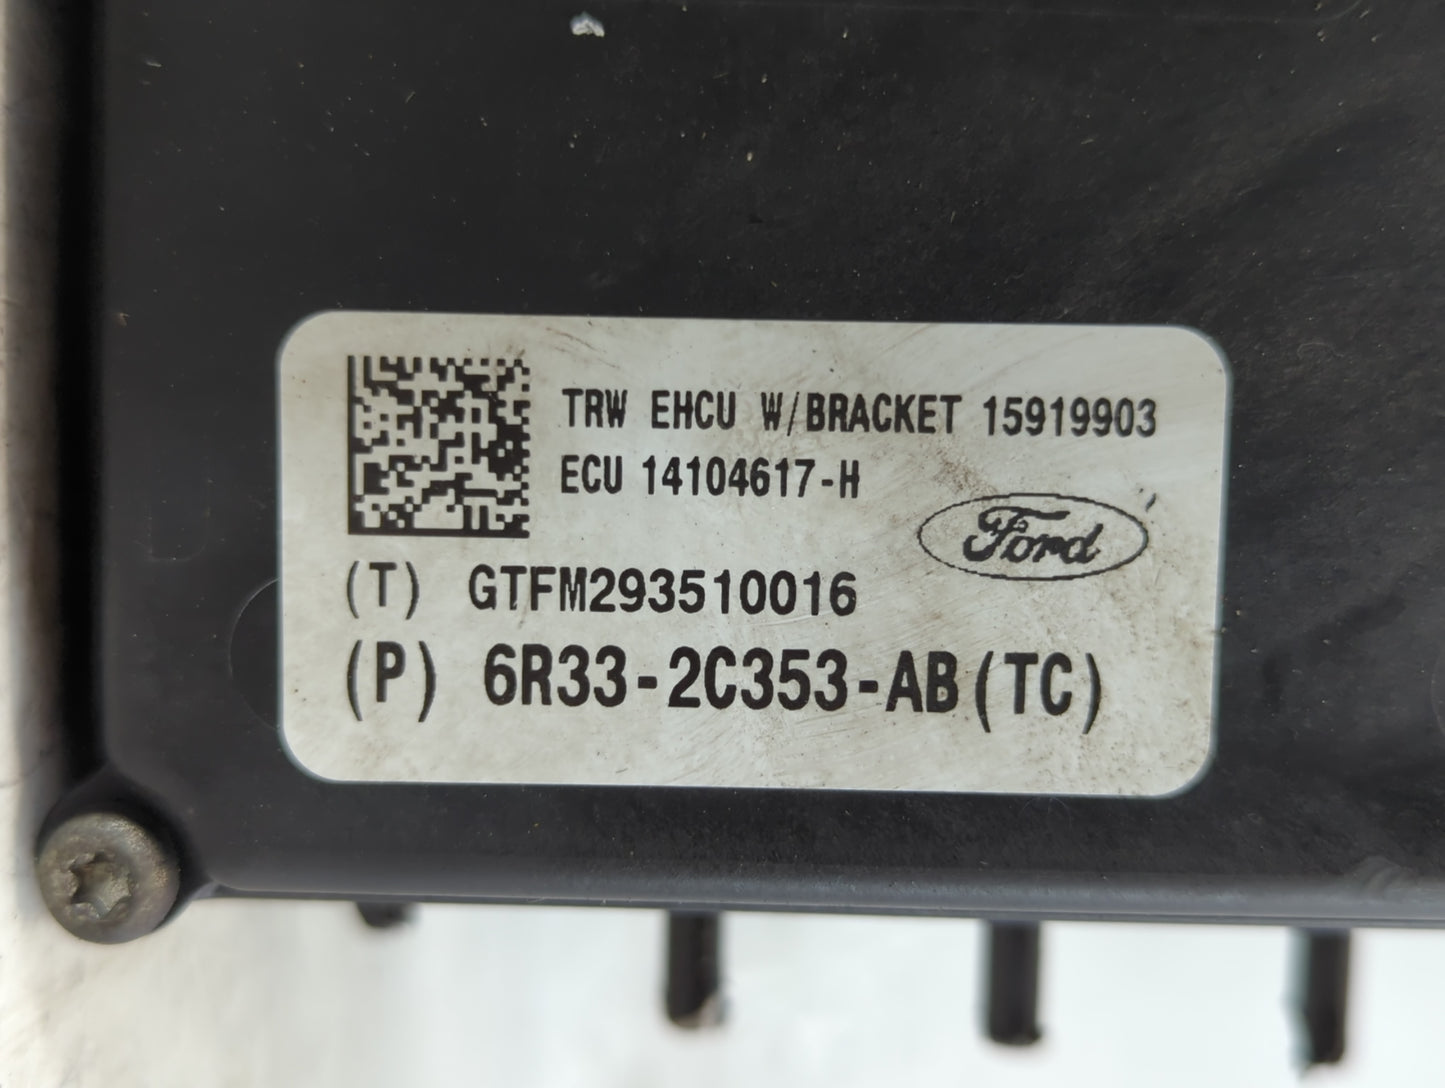 TRW EHCU W/BRACKET 15919903
ECU 14104617-H
Ford
(T) GTFM293510016
(P) 6R33-2C353-AB(TC)